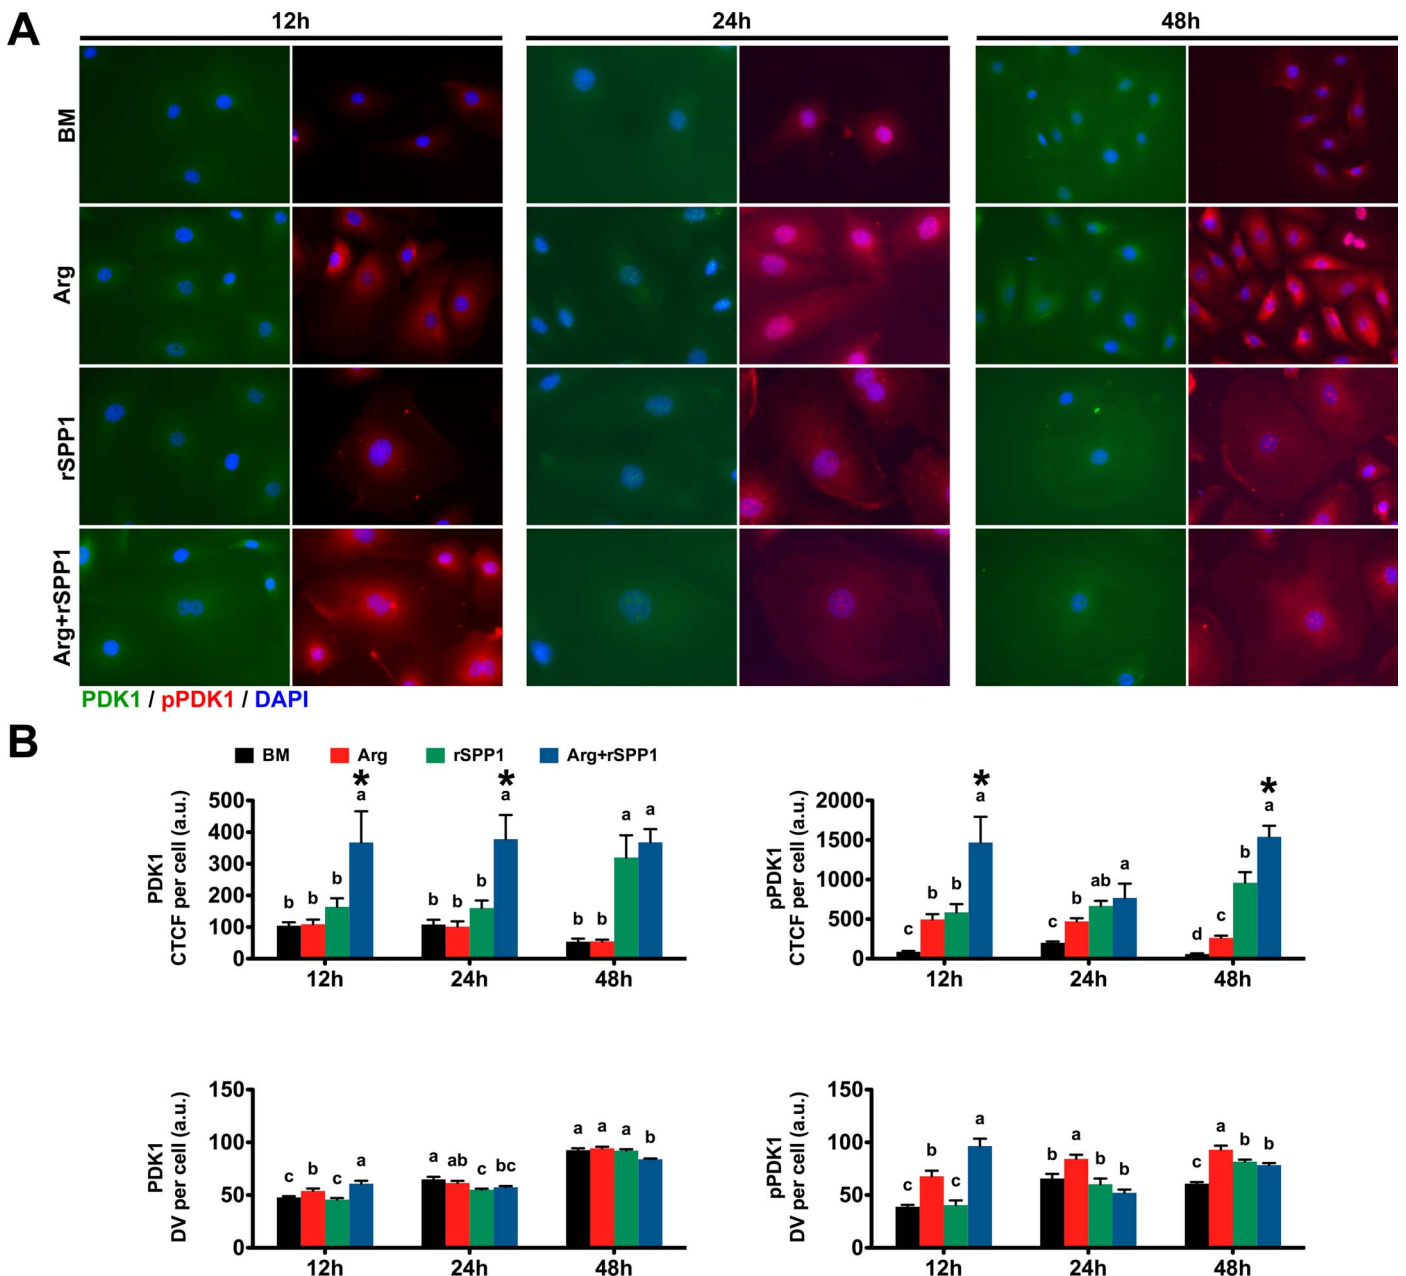 A
12h
24h
48h
BM
Arg
rSPP1
Arg+rSPP1
PDK1 / pPDK1 / DAPI
B
BM
Arg
rSPP1
Arg+rSPP1
PDK1
CTCF per cell (a.u.)
500
400
300
200
100
0
b b b a *
b b b a *
b b a a
12h
24h
48h
pPDK1
CTCF per cell (a.u.)
2000
1500
1000
500
0
c b b a *
c b ab a
d c b a *
12h
24h
48h
PDK1
DV per cell (a.u.)
150
100
50
0
c b c a
a ab c bc
a a a b
12h
24h
48h
pPDK1
DV per cell (a.u.)
150
100
50
0
c b c a
b a b b
c a b b
12h
24h
48h